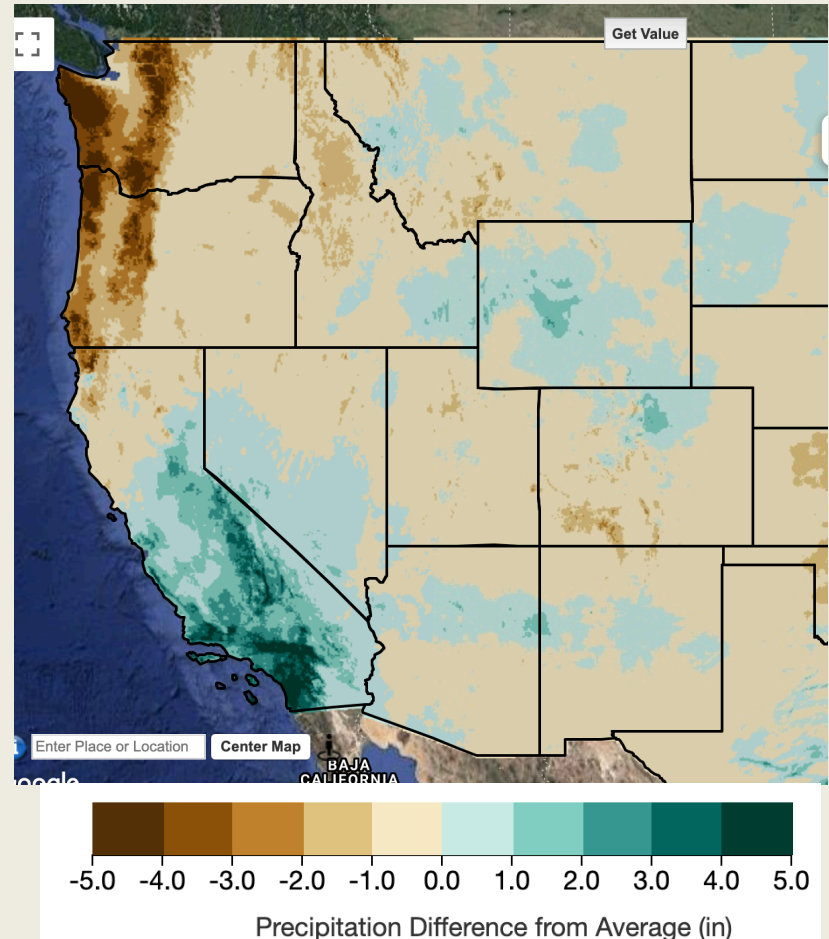 Get Value
Enter Place or Location
Center Map
BAJA
CALIFORNIA
-5.0 -4.0 -3.0 -2.0 -1.0 0.0 1.0 2.0 3.0 4.0 5.0
Precipitation Difference from Average (in)